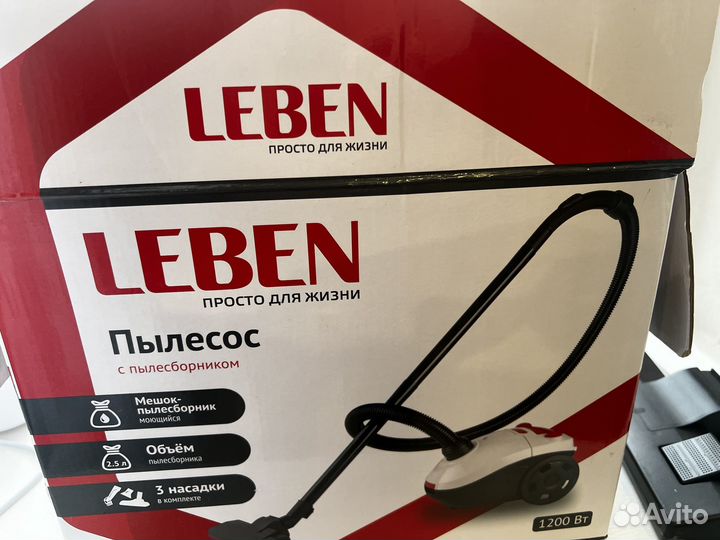 LEBEN
ПРОСТО ДЛЯ ЖИЗНИ
LEBEN
ПРОСТО ДЛЯ ЖИЗНИ
Пылесос
с пылесборником
Мешок-
пылесборник
моющийся
2.5 л
Объём
пылесборника
3 насадки
в комплекте
1200 Вт
Avito